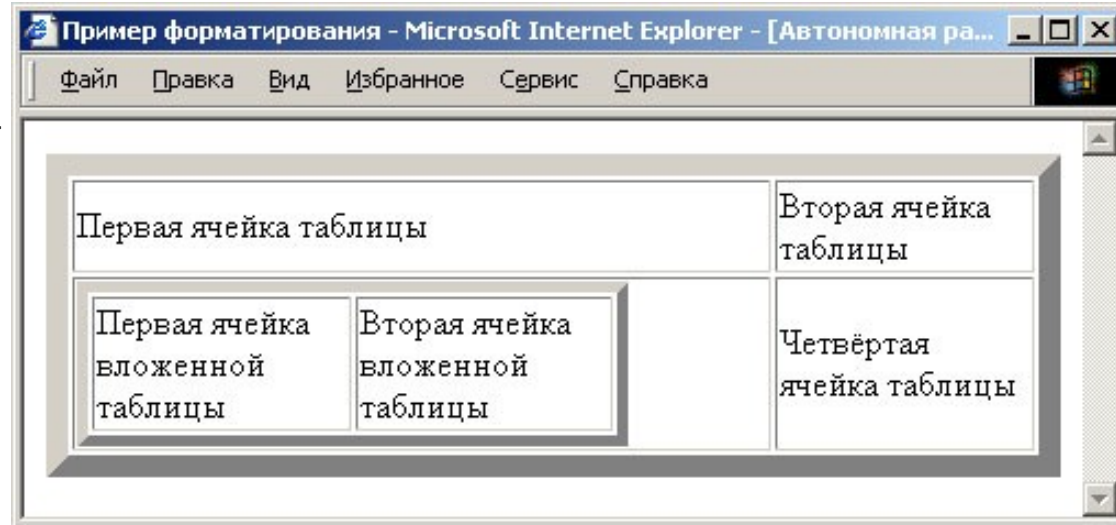 Пример форматирования - Microsoft Internet Explorer - [Автономная ра...
Файл Правка Вид Избранное Сервис Справка
Первая ячейка таблицы
Вторая ячейка
таблицы
Первая ячейка
вложенной
таблицы
Вторая ячейка
вложенной
таблицы
Четвёртая
ячейка таблицы